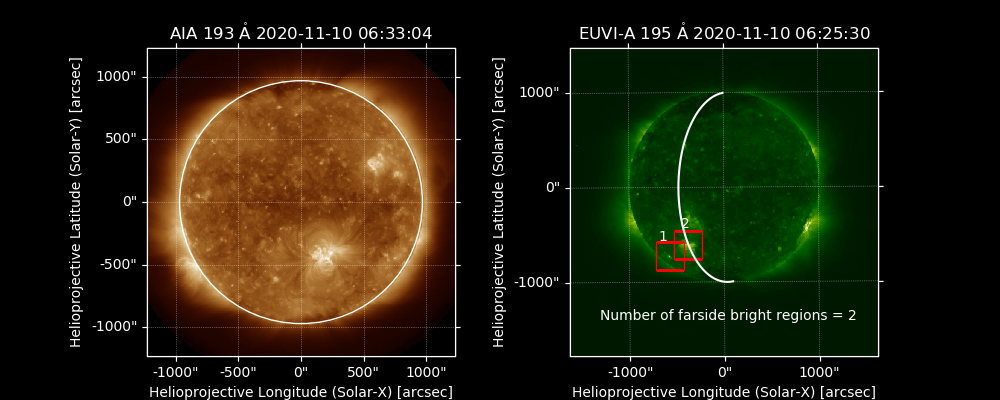 AIA 193 Å 2020-11-10 06:33:04
Helioprojective Latitude (Solar-Y) [arcsec]
1000"
500"
0"
-500"
-1000"
-1000"
-500"
0"
500"
1000"
Helioprojective Longitude (Solar-X) [arcsec]
EUVI-A 195 Å 2020-11-10 06:25:30
Helioprojective Latitude (Solar-Y) [arcsec]
1000"
0"
-1000"
2
1
Number of farside bright regions = 2
-1000"
0"
1000"
Helioprojective Longitude (Solar-X) [arcsec]